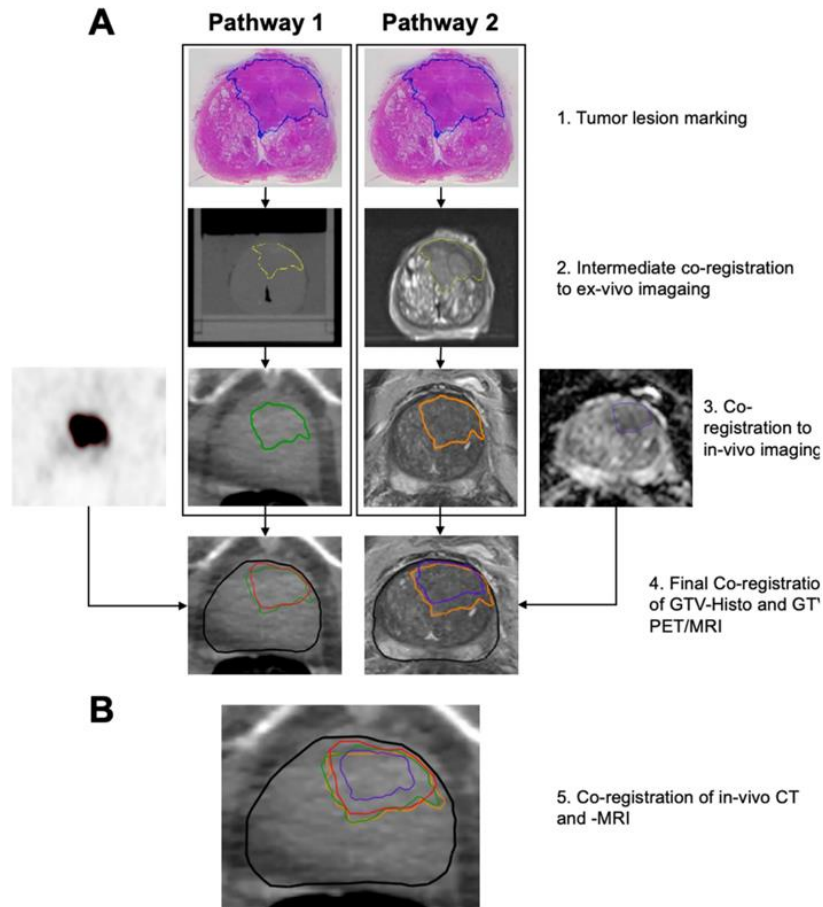 A
Pathway 1
Pathway 2
1. Tumor lesion marking
2. Intermediate co-registration
to ex-vivo imagaing
3. Co-
registration to
in-vivo imaging
4. Final Co-registratio
of GTV-Histo and GT
PET/MRI
B
5. Co-registration of in-vivo CT
and -MRI